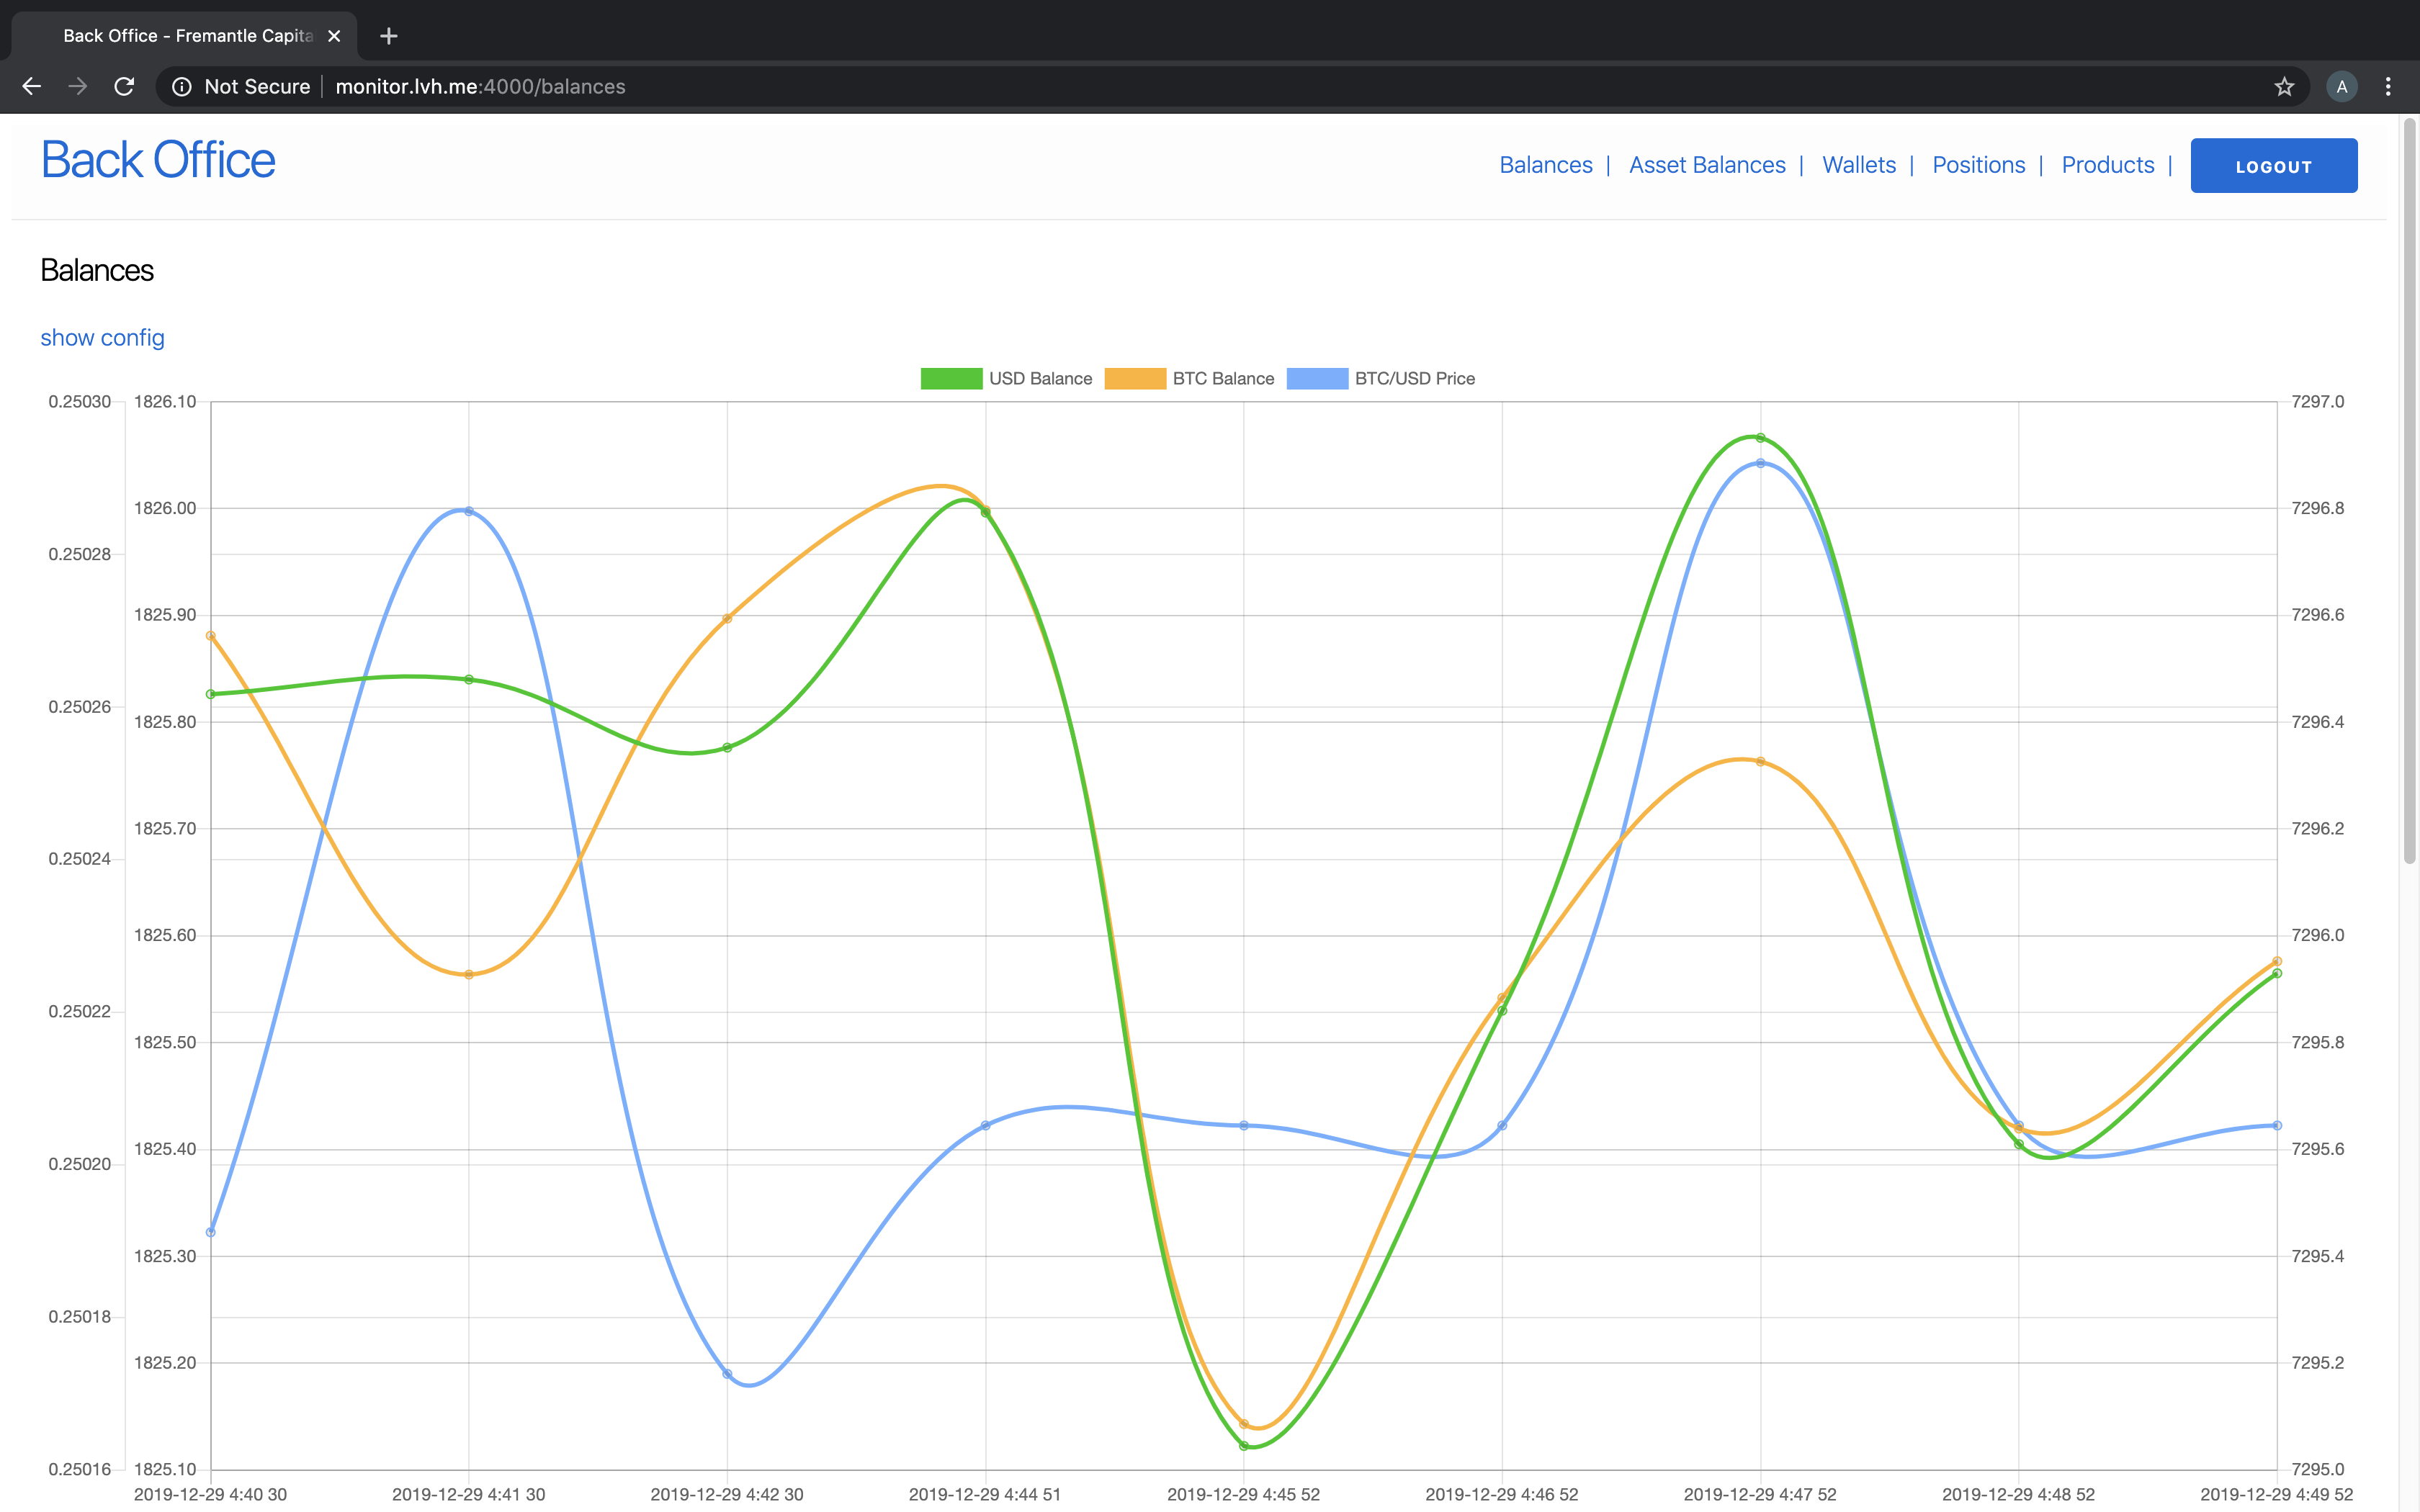 Back Office - Fremantle Capita
Not Secure | monitor.lvh.me:4000/balances
A
Back Office
Balances | Asset Balances | Wallets | Positions | Products | LOGOUT
Balances
show config
USD Balance BTC Balance BTC/USD Price
0.25030 1826.10 7297.0
1826.00 7296.8
0.25028
1825.90 7296.6
0.25026
1825.80 7296.4
1825.70 7296.2
0.25024
1825.60 7296.0
0.25022
1825.50 7295.8
1825.40 7295.6
0.25020
1825.30 7295.4
0.25018
1825.20 7295.2
0.25016 1825.10 7295.0
2019-12-29 4:40 30 2019-12-29 4:41 30 2019-12-29 4:42 30 2019-12-29 4:44 51 2019-12-29 4:45 52 2019-12-29 4:46 52 2019-12-29 4:47 52 2019-12-29 4:48 52 2019-12-29 4:49 52